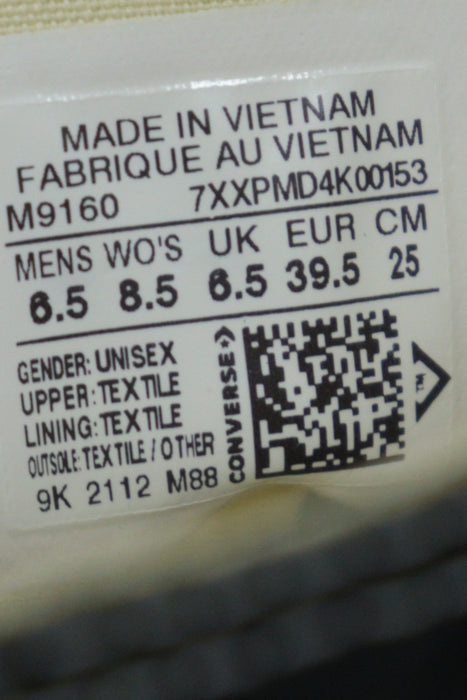 MADE IN VIETNAM
FABRIQUE AU VIETNAM
M9160 7XXPMD4K00153
MENS WO'S UK EUR CM
6.5 8.5 6.5 39.5 25
GENDER: UNISEX
UPPER: TEXTILE
LINING: TEXTILE
OUTSOLE: TEXTILE / OTHER
9K 2112 M88
CONVERSE
TM